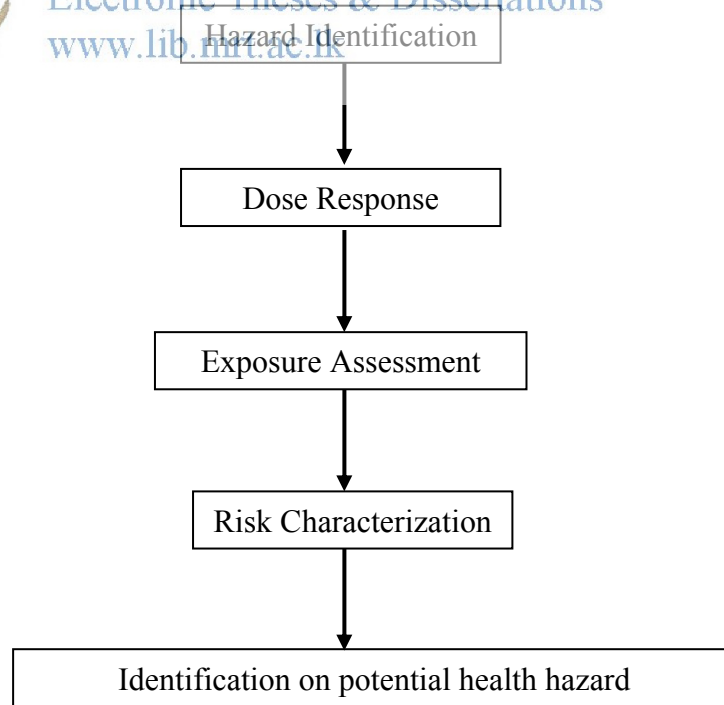 Electronic Theses & Dissertations
www.lib.mrt.ac.lk
Hazard Identification
Dose Response
Exposure Assessment
Risk Characterization
Identification on potential health hazard